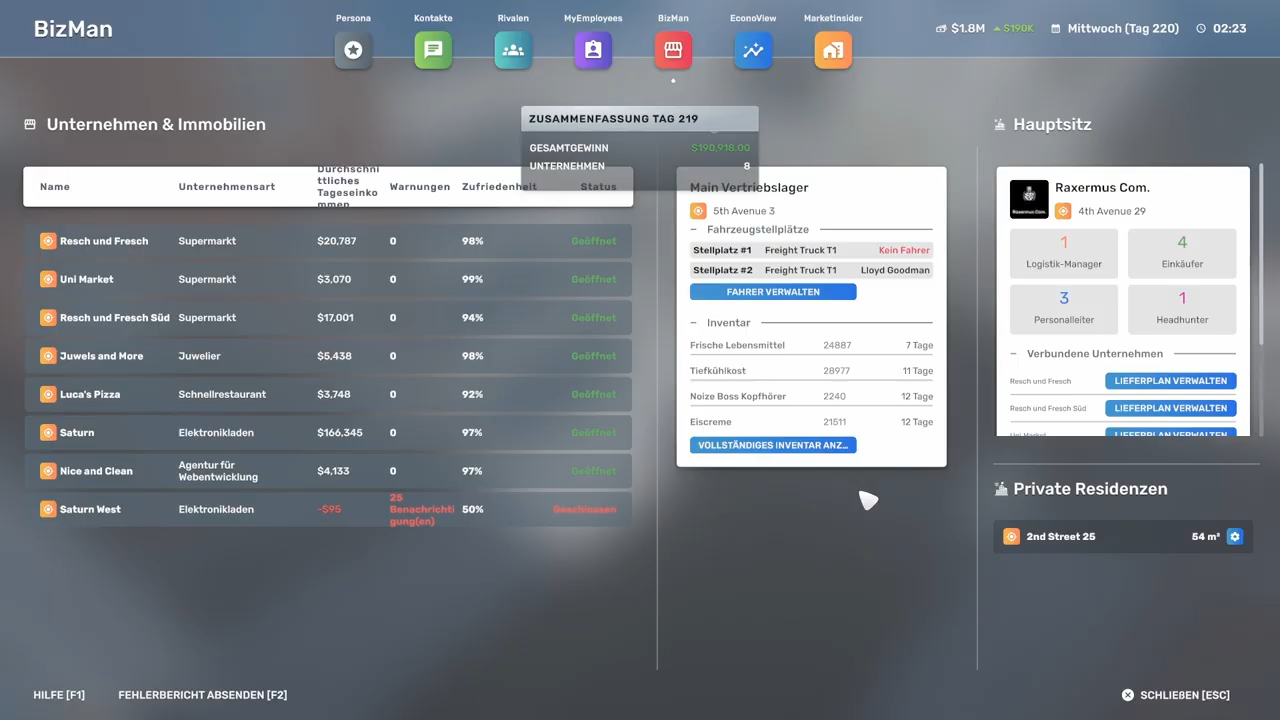 BizMan
Persona
Kontakte
Rivalen
MyEmployees
BizMan
EconoView
MarketInsider
$1.8M
$190K
Mittwoch (Tag 220)
02:23
Unternehmen & Immobilien
ZUSAMMENFASSUNG TAG 219
GESAMTGEWINN $190,918.00
UNTERNEHMEN 8
Hauptsitz
Name
Unternehmensart
Durchschni
ttliches
Tageseinko
mmen
Warnungen
Zufriedenheit
Status
Resch und Fresch Supermarkt $20,787 0 98% Geöffnet
Uni Market Supermarkt $3,070 0 99% Geöffnet
Resch und Fresch Süd Supermarkt $17,001 0 94% Geöffnet
Juwels and More Juwelier $5,438 0 98% Geöffnet
Luca's Pizza Schnellrestaurant $3,748 0 92% Geöffnet
Saturn Elektronikladen $166,345 0 97% Geöffnet
Nice and Clean Agentur für
Webentwicklung $4,133 0 97% Geöffnet
Saturn West Elektronikladen -$95 25
Benachrichti
gung(en) 50% Geschlossen
Main Vertriebslager
5th Avenue 3
Fahrzeugstellplätze
Stellplatz #1 Freight Truck T1 Kein Fahrer
Stellplatz #2 Freight Truck T1 Lloyd Goodman
FAHRER VERWALTEN
Inventar
Frische Lebensmittel 24887 7 Tage
Tiefkühlkost 28977 11 Tage
Noize Boss Kopfhörer 2240 12 Tage
Eiscreme 21511 12 Tage
VOLLSTÄNDIGES INVENTAR ANZ...
Raxermus Com.
Raxermus Com.
4th Avenue 29
1
Logistik-Manager
4
Einkäufer
3
Personalleiter
1
Headhunter
Verbundene Unternehmen
Resch und Fresch LIEFERPLAN VERWALTEN
Resch und Fresch Süd LIEFERPLAN VERWALTEN
Uni Market LIEFERPLAN VERWALTEN
Private Residenzen
2nd Street 25 54 m²
HILFE [F1]
FEHLERBERICHT ABSENDEN [F2]
SCHLIEßEN [ESC]